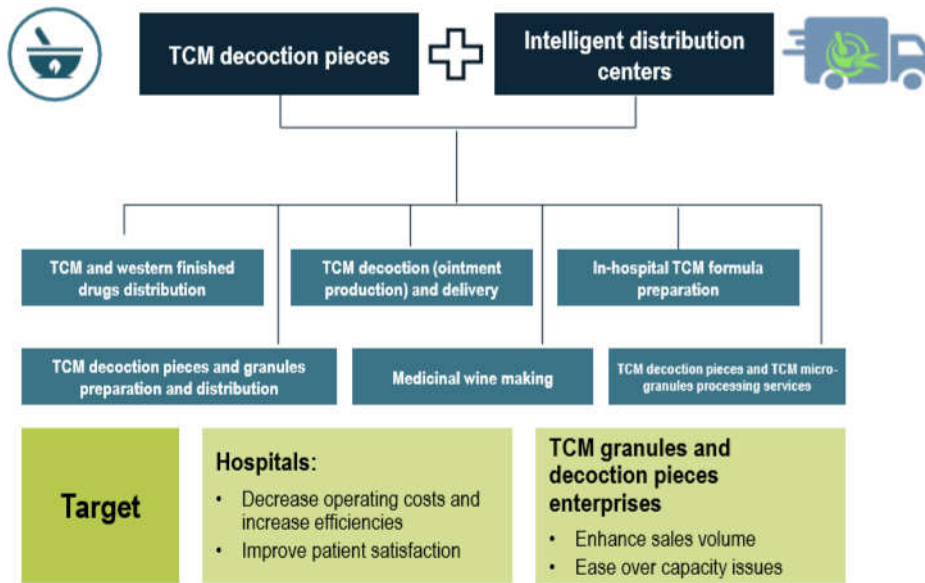 TCM decoction pieces
Intelligent distribution
centers
TCM and western finished
drugs distribution
TCM decoction (ointment
production) and delivery
In-hospital TCM formula
preparation
TCM decoction pieces and granules
preparation and distribution
Medicinal wine making
TCM decoction pieces and TCM micro-
granules processing services
Target
Hospitals:
• Decrease operating costs and
increase efficiencies
• Improve patient satisfaction
TCM granules and
decoction pieces
enterprises
• Enhance sales volume
• Ease over capacity issues